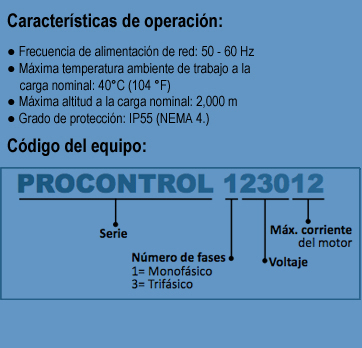 Características de operación:
● Frecuencia de alimentación de red: 50 - 60 Hz
● Máxima temperatura ambiente de trabajo a la
carga nominal: 40°C (104 °F)
● Máxima altitud a la carga nominal: 2,000 m
● Grado de protección: IP55 (NEMA 4.)
Código del equipo:
PROCONTROL 123012
Serie
Número de fases
1= Monofásico
3= Trifásico
Voltaje
Máx. corriente
del motor